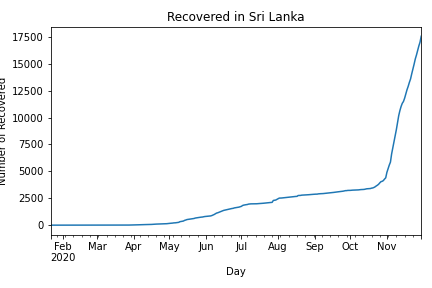 Recovered in Sri Lanka
Number of Recovered
17500
15000
12500
10000
7500
5000
2500
0
Feb Mar Apr May Jun Jul Aug Sep Oct Nov
2020
Day